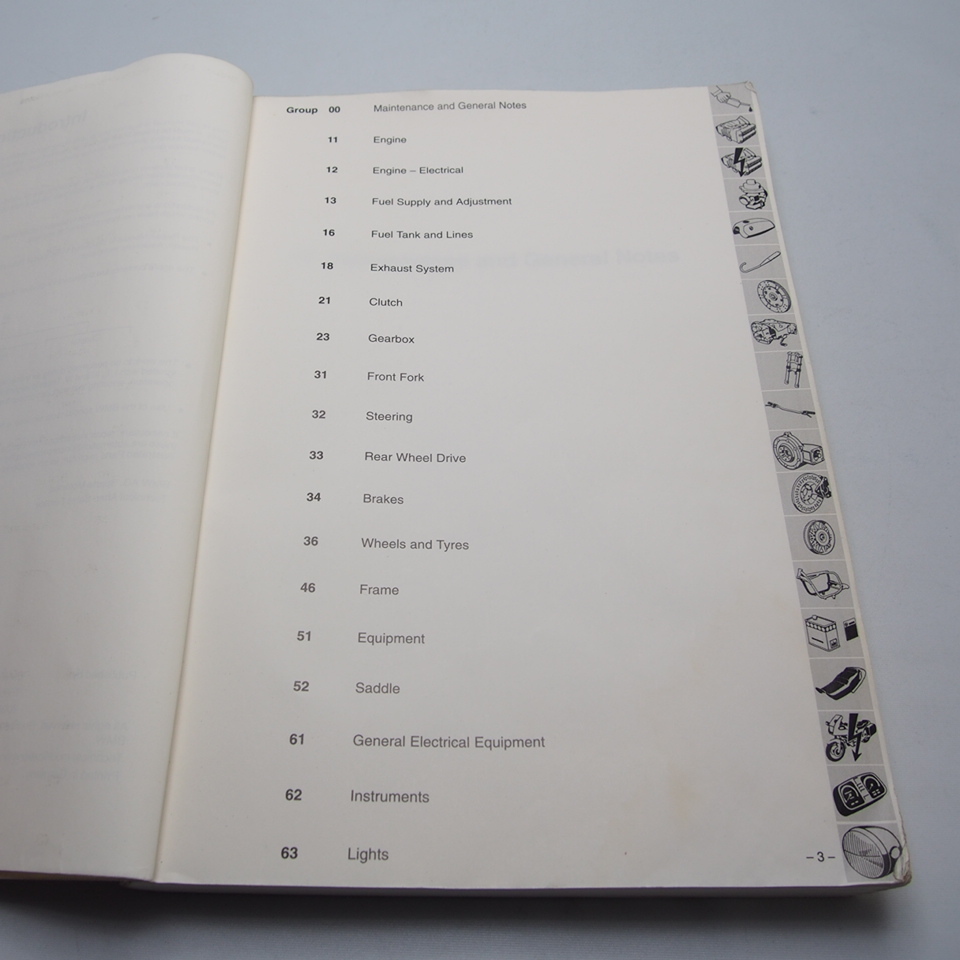 Group 00 Maintenance and General Notes
11 Engine
12 Engine – Electrical
13 Fuel Supply and Adjustment
16 Fuel Tank and Lines
18 Exhaust System
21 Clutch
23 Gearbox
31 Front Fork
32 Steering
33 Rear Wheel Drive
34 Brakes
36 Wheels and Tyres
46 Frame
51 Equipment
52 Saddle
61 General Electrical Equipment
62 Instruments
63 Lights
– 3 –